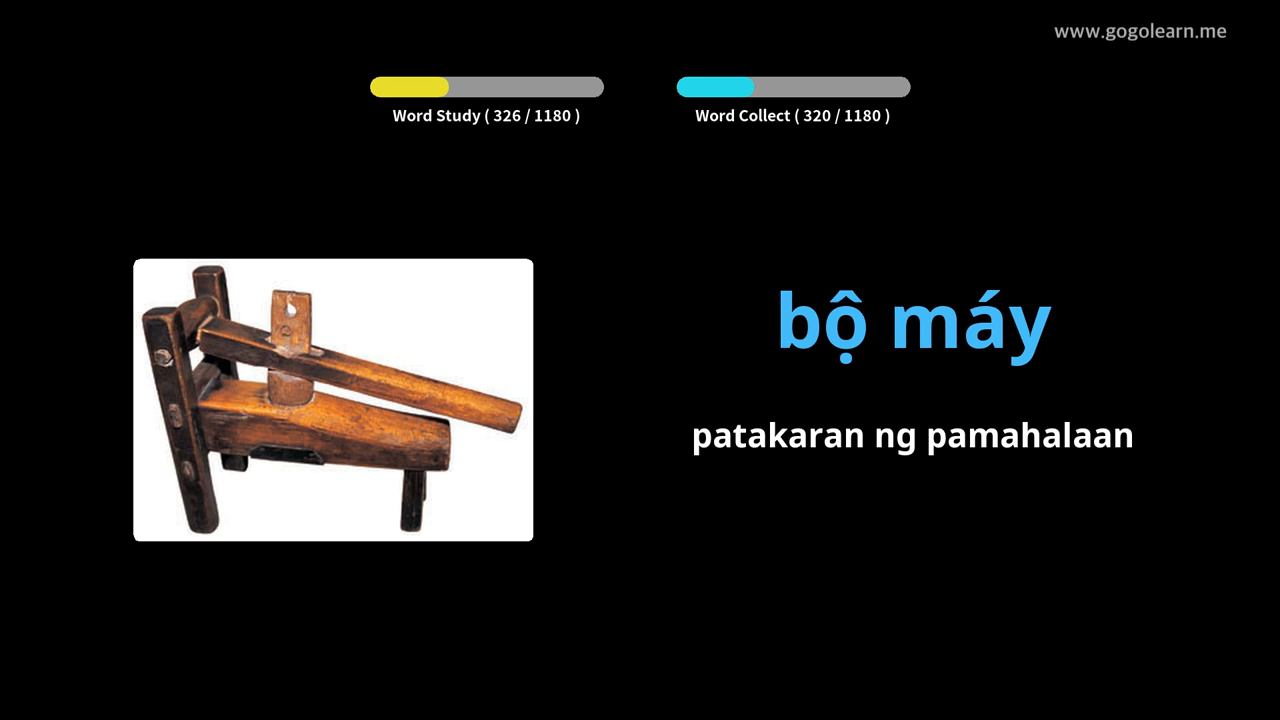 www.gogolearn.me
Word Study ( 326 / 1180 )
Word Collect ( 320 / 1180 )
bộ máy
patakaran ng pamahalaan